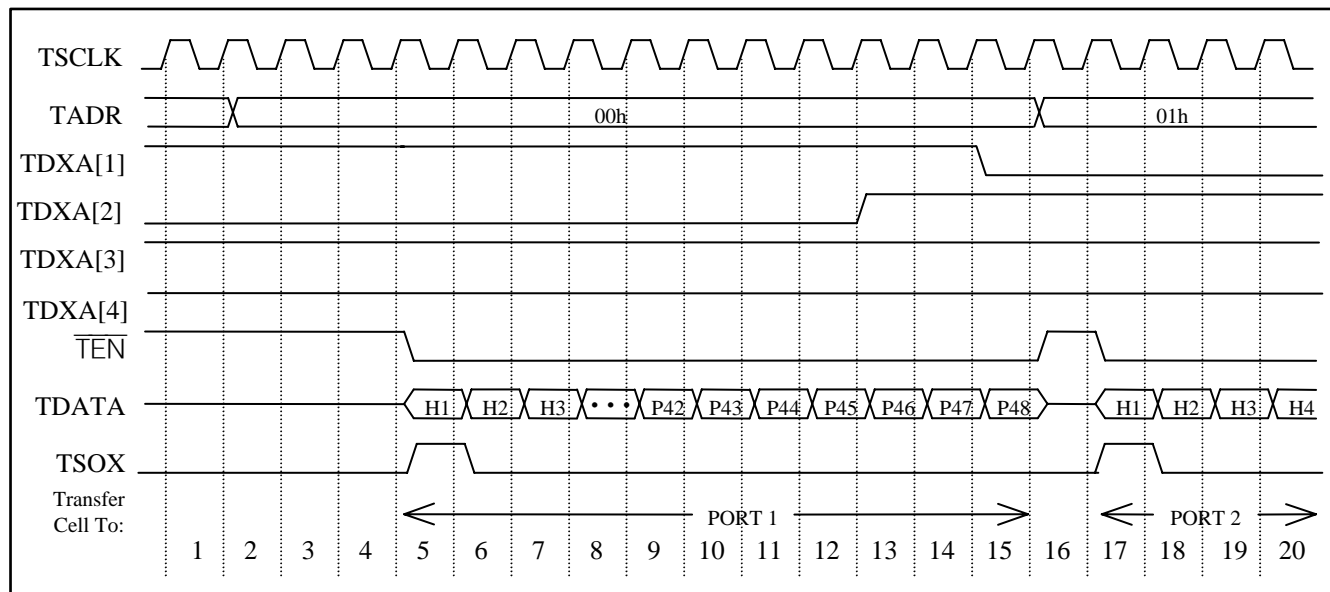 TSCLK
TADR
00h
01h
TDXA[1]
TDXA[2]
TDXA[3]
TDXA[4]
TEN
TDATA
H1 H2 H3 • • • P42 P43 P44 P45 P46 P47 P48 H1 H2 H3 H4
TSOX
Transfer
Cell To:
PORT 1
PORT 2
1 2 3 4 5 6 7 8 9 10 11 12 13 14 15 16 17 18 19 20